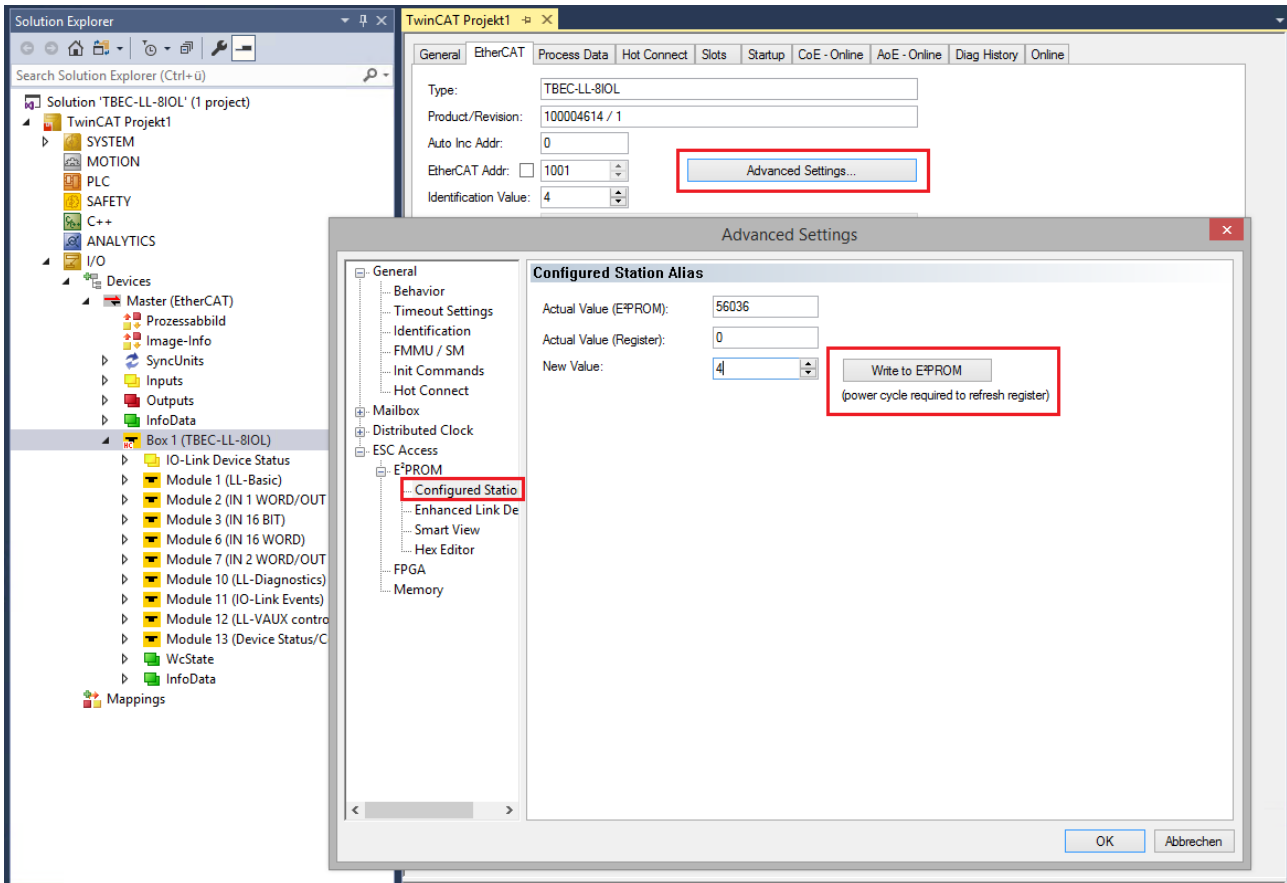 Solution Explorer
Search Solution Explorer (Ctrl+ü)
Solution 'TBEC-LL-8IOL' (1 project)
TwinCAT Projekt1
SYSTEM
MOTION
PLC
SAFETY
C++
ANALYTICS
I/O
Devices
Master (EtherCAT)
Prozessabbild
Image-Info
SyncUnits
Inputs
Outputs
InfoData
Box 1 (TBEC-LL-8IOL)
IO-Link Device Status
Module 1 (LL-Basic)
Module 2 (IN 1 WORD/OUT
Module 3 (IN 16 BIT)
Module 6 (IN 16 WORD)
Module 7 (IN 2 WORD/OUT
Module 10 (LL-Diagnostics)
Module 11 (IO-Link Events)
Module 12 (LL-VAUX contro
Module 13 (Device Status/C
WcState
InfoData
Mappings
TwinCAT Projekt1
General EtherCAT Process Data Hot Connect Slots Startup CoE - Online AoE - Online Diag History Online
Type: TBEC-LL-8IOL
Product/Revision: 100004614 / 1
Auto Inc Addr: 0
EtherCAT Addr: 1001 Advanced Settings...
Identification Value: 4
Advanced Settings
General
Behavior
Timeout Settings
Identification
FMMU / SM
Init Commands
Hot Connect
Mailbox
Distributed Clock
ESC Access
E²PROM
Configured Statio
Enhanced Link De
Smart View
Hex Editor
FPGA
Memory
Configured Station Alias
Actual Value (E²PROM): 56036
Actual Value (Register): 0
New Value: 4 Write to E²PROM
(power cycle required to refresh register)
OK Abbrechen